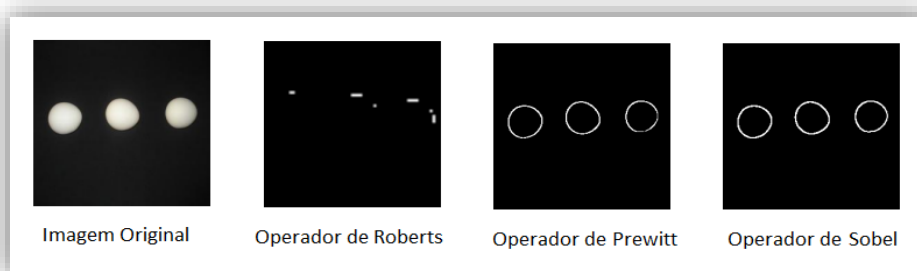 Imagem Original
Operador de Roberts
Operador de Prewitt
Operador de Sobel